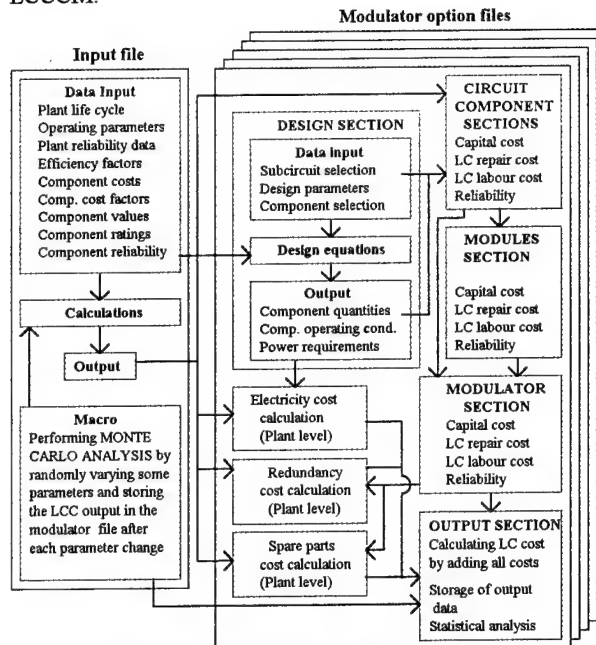 Modulator option files
Input file
Data Input
Plant life cycle
Operating parameters
Plant reliability data
Efficiency factors
Component costs
Comp. cost factors
Component values
Component ratings
Component reliability
Calculations
Output
Macro
Performing MONTE
CARLO ANALYSIS by
randomly varying some
parameters and storing
the LCC output in the
modulator file after
each parameter change
DESIGN SECTION
Data input
Subcircuit selection
Design parameters
Component selection
Design equations
Output
Component quantities
Comp. operating cond.
Power requirements
Electricity cost
calculation
(Plant level)
Redundancy
cost calculation
(Plant level)
Spare parts
cost calculation
(Plant level)
CIRCUIT
COMPONENT
SECTIONS
Capital cost
LC repair cost
LC labour cost
Reliability
MODULES
SECTION
Capital cost
LC repair cost
LC labour cost
Reliability
MODULATOR
SECTION
Capital cost
LC repair cost
LC labour cost
Reliability
OUTPUT SECTION
Calculating LC cost
by adding all costs
Storage of output
data
Statistical analysis